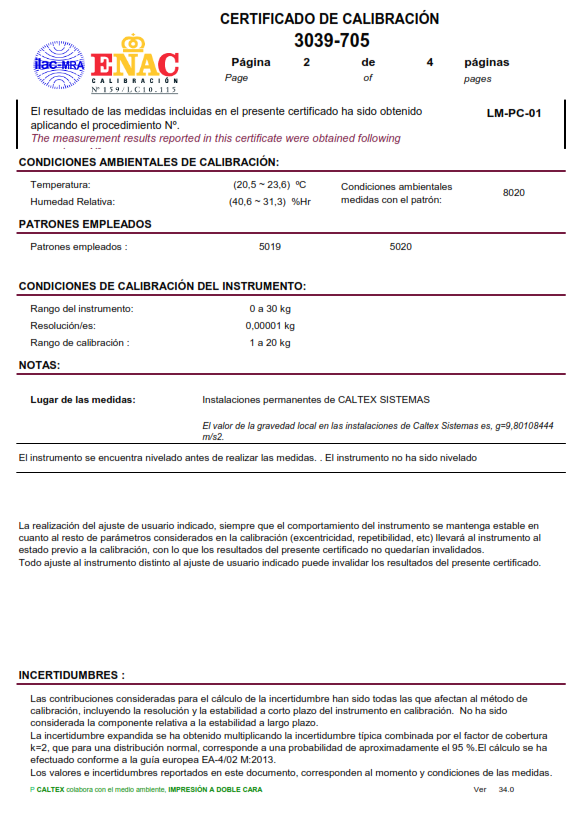 CERTIFICADO DE CALIBRACIÓN
3039-705
Página 2 de 4 páginas
Page of pages
ilac-MRA
ENAC
CALIBRACIÓN
Nº 159 / LC10.115
El resultado de las medidas incluidas en el presente certificado ha sido obtenido LM-PC-01
aplicando el procedimiento Nº.
The measurement results reported in this certificate were obtained following
CONDICIONES AMBIENTALES DE CALIBRACIÓN:
Temperatura: (20,5 ~ 23,6) ºC Condiciones ambientales 8020
Humedad Relativa: (40,6 ~ 31,3) %Hr medidas con el patrón:
PATRONES EMPLEADOS
Patrones empleados : 5019 5020
CONDICIONES DE CALIBRACIÓN DEL INSTRUMENTO:
Rango del instrumento: 0 a 30 kg
Resolución/es: 0,00001 kg
Rango de calibración : 1 a 20 kg
NOTAS:
Lugar de las medidas: Instalaciones permanentes de CALTEX SISTEMAS
El valor de la gravedad local en las instalaciones de Caltex Sistemas es, g=9,80108444
m/s2.
El instrumento se encuentra nivelado antes de realizar las medidas. . El instrumento no ha sido nivelado
La realización del ajuste de usuario indicado, siempre que el comportamiento del instrumento se mantenga estable en
cuanto al resto de parámetros considerados en la calibración (excentricidad, repetibilidad, etc) llevará al instrumento al
estado previo a la calibración, con lo que los resultados del presente certificado no quedarían invalidados.
Todo ajuste al instrumento distinto al ajuste de usuario indicado puede invalidar los resultados del presente certificado.
INCERTIDUMBRES :
Las contribuciones consideradas para el cálculo de la incertidumbre han sido todas las que afectan al método de
calibración, incluyendo la resolución y la estabilidad a corto plazo del instrumento en calibración. No ha sido
considerada la componente relativa a la estabilidad a largo plazo.
La incertidumbre expandida se ha obtenido multiplicando la incertidumbre típica combinada por el factor de cobertura
k=2, que para una distribución normal, corresponde a una probabilidad de aproximadamente el 95 %.El cálculo se ha
efectuado conforme a la guía europea EA-4/02 M:2013.
Los valores e incertidumbres reportados en este documento, corresponden al momento y condiciones de las medidas.
P CALTEX colabora con el medio ambiente, IMPRESIÓN A DOBLE CARA Ver 34.0